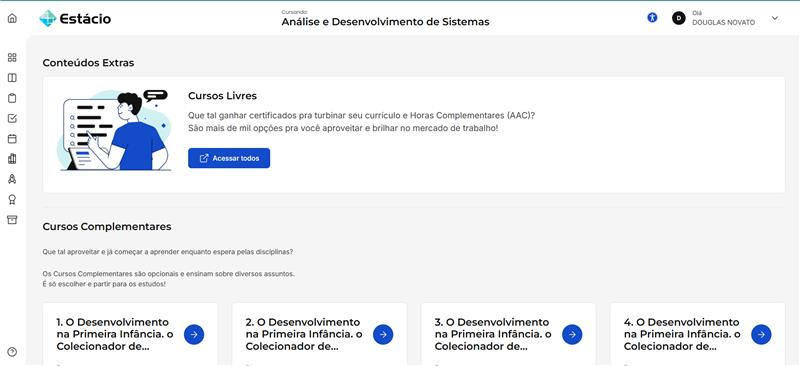 Estácio
Cursando:
Análise e Desenvolvimento de Sistemas
D
Olá
DOUGLAS NOVATO
Conteúdos Extras
Cursos Livres
Que tal ganhar certificados pra turbinar seu currículo e Horas Complementares (AAC)?
São mais de mil opções pra você aproveitar e brilhar no mercado de trabalho!
Acessar todos
Cursos Complementares
Que tal aproveitar e já começar a aprender enquanto espera pelas disciplinas?
Os Cursos Complementares são opcionais e ensinam sobre diversos assuntos.
É só escolher e partir para os estudos!
1. O Desenvolvimento
na Primeira Infância. o
Colecionador de...
2. O Desenvolvimento
na Primeira Infância. o
Colecionador de...
3. O Desenvolvimento
na Primeira Infância. o
Colecionador de...
4. O Desenvolvimento
na Primeira Infância. o
Colecionador de...